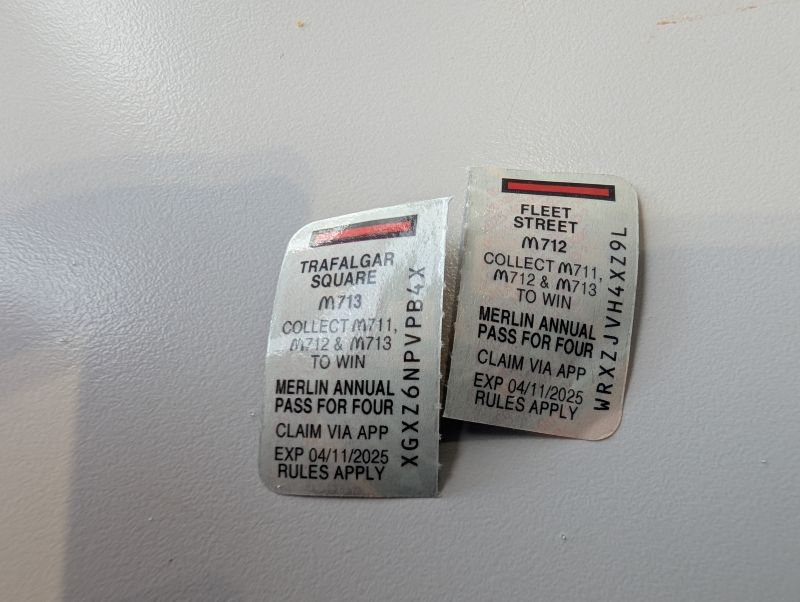 TRAFALGAR
SQUARE
M713
COLLECT M711,
M712 & M713
TO WIN
MERLIN ANNUAL
PASS FOR FOUR
CLAIM VIA APP
EXP 04/11/2025
RULES APPLY
XGXZ6NPVPB4X
FLEET
STREET
M712
COLLECT M711,
M712 & M713
TO WIN
MERLIN ANNUAL
PASS FOR FOUR
CLAIM VIA APP
EXP 04/11/2025
RULES APPLY
WRXZJVH4XZ9L